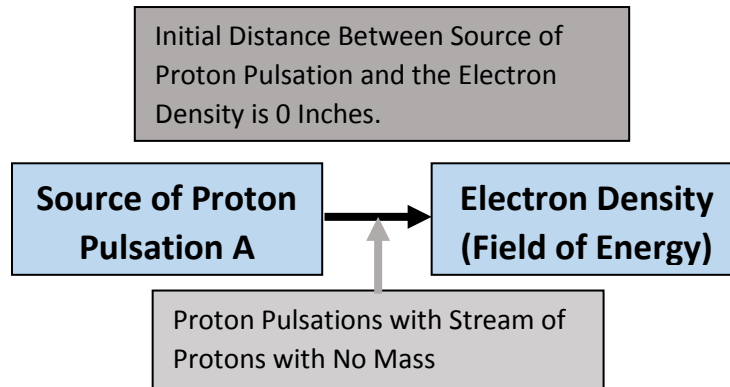 Initial Distance Between Source of
Proton Pulsation and the Electron
Density is 0 Inches.
Source of Proton
Pulsation A
Electron Density
(Field of Energy)
Proton Pulsations with Stream of
Protons with No Mass